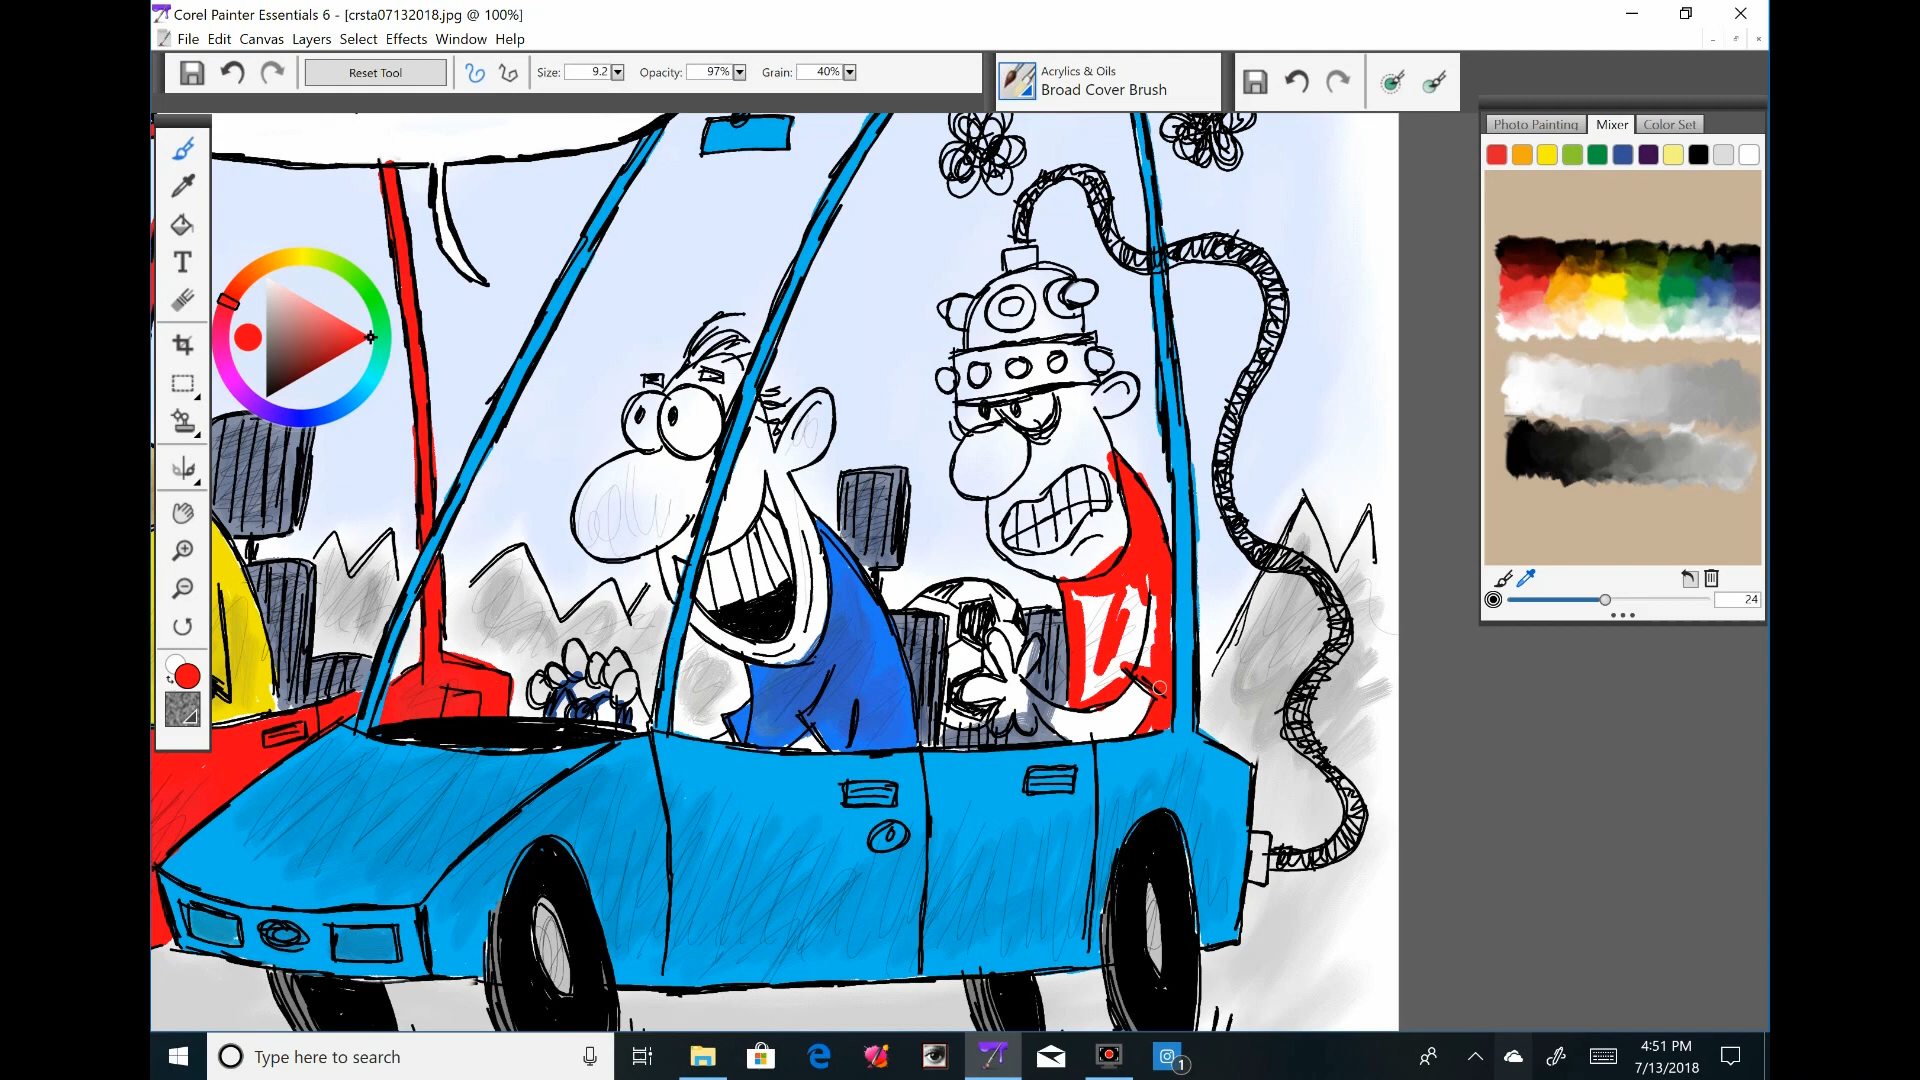 Corel Painter Essentials 6 - [crsta07132018.jpg @ 100%]
File Edit Canvas Layers Select Effects Window Help
Reset Tool
Size: 9.2 Opacity: 97% Grain: 40%
Acrylics & Oils
Broad Cover Brush
Photo Painting Mixer Color Set
T
24
Type here to search
1
4:51 PM
7/13/2018